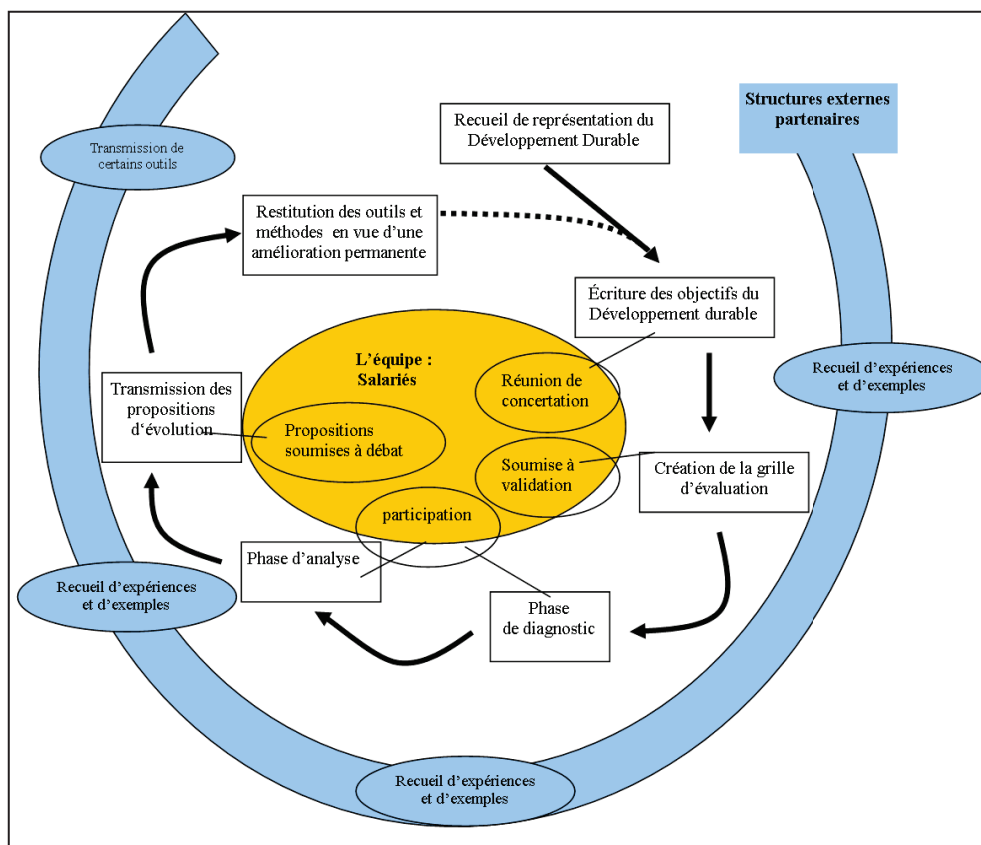 Structures externes
partenaires
Recueil de représentation du
Développement Durable
Transmission de
certains outils
Restitution des outils et
méthodes en vue d’une
amélioration permanente
Écriture des objectifs du
Développement durable
L’équipe :
Salariés
Réunion de
concertation
Recueil d’expériences
et d’exemples
Transmission des
propositions
d‘évolution
Propositions
soumises à débat
Soumise à
validation
Création de la grille
d’évaluation
participation
Phase d’analyse
Recueil d’expériences
et d’exemples
Phase
de diagnostic
Recueil d’expériences
et d’exemples